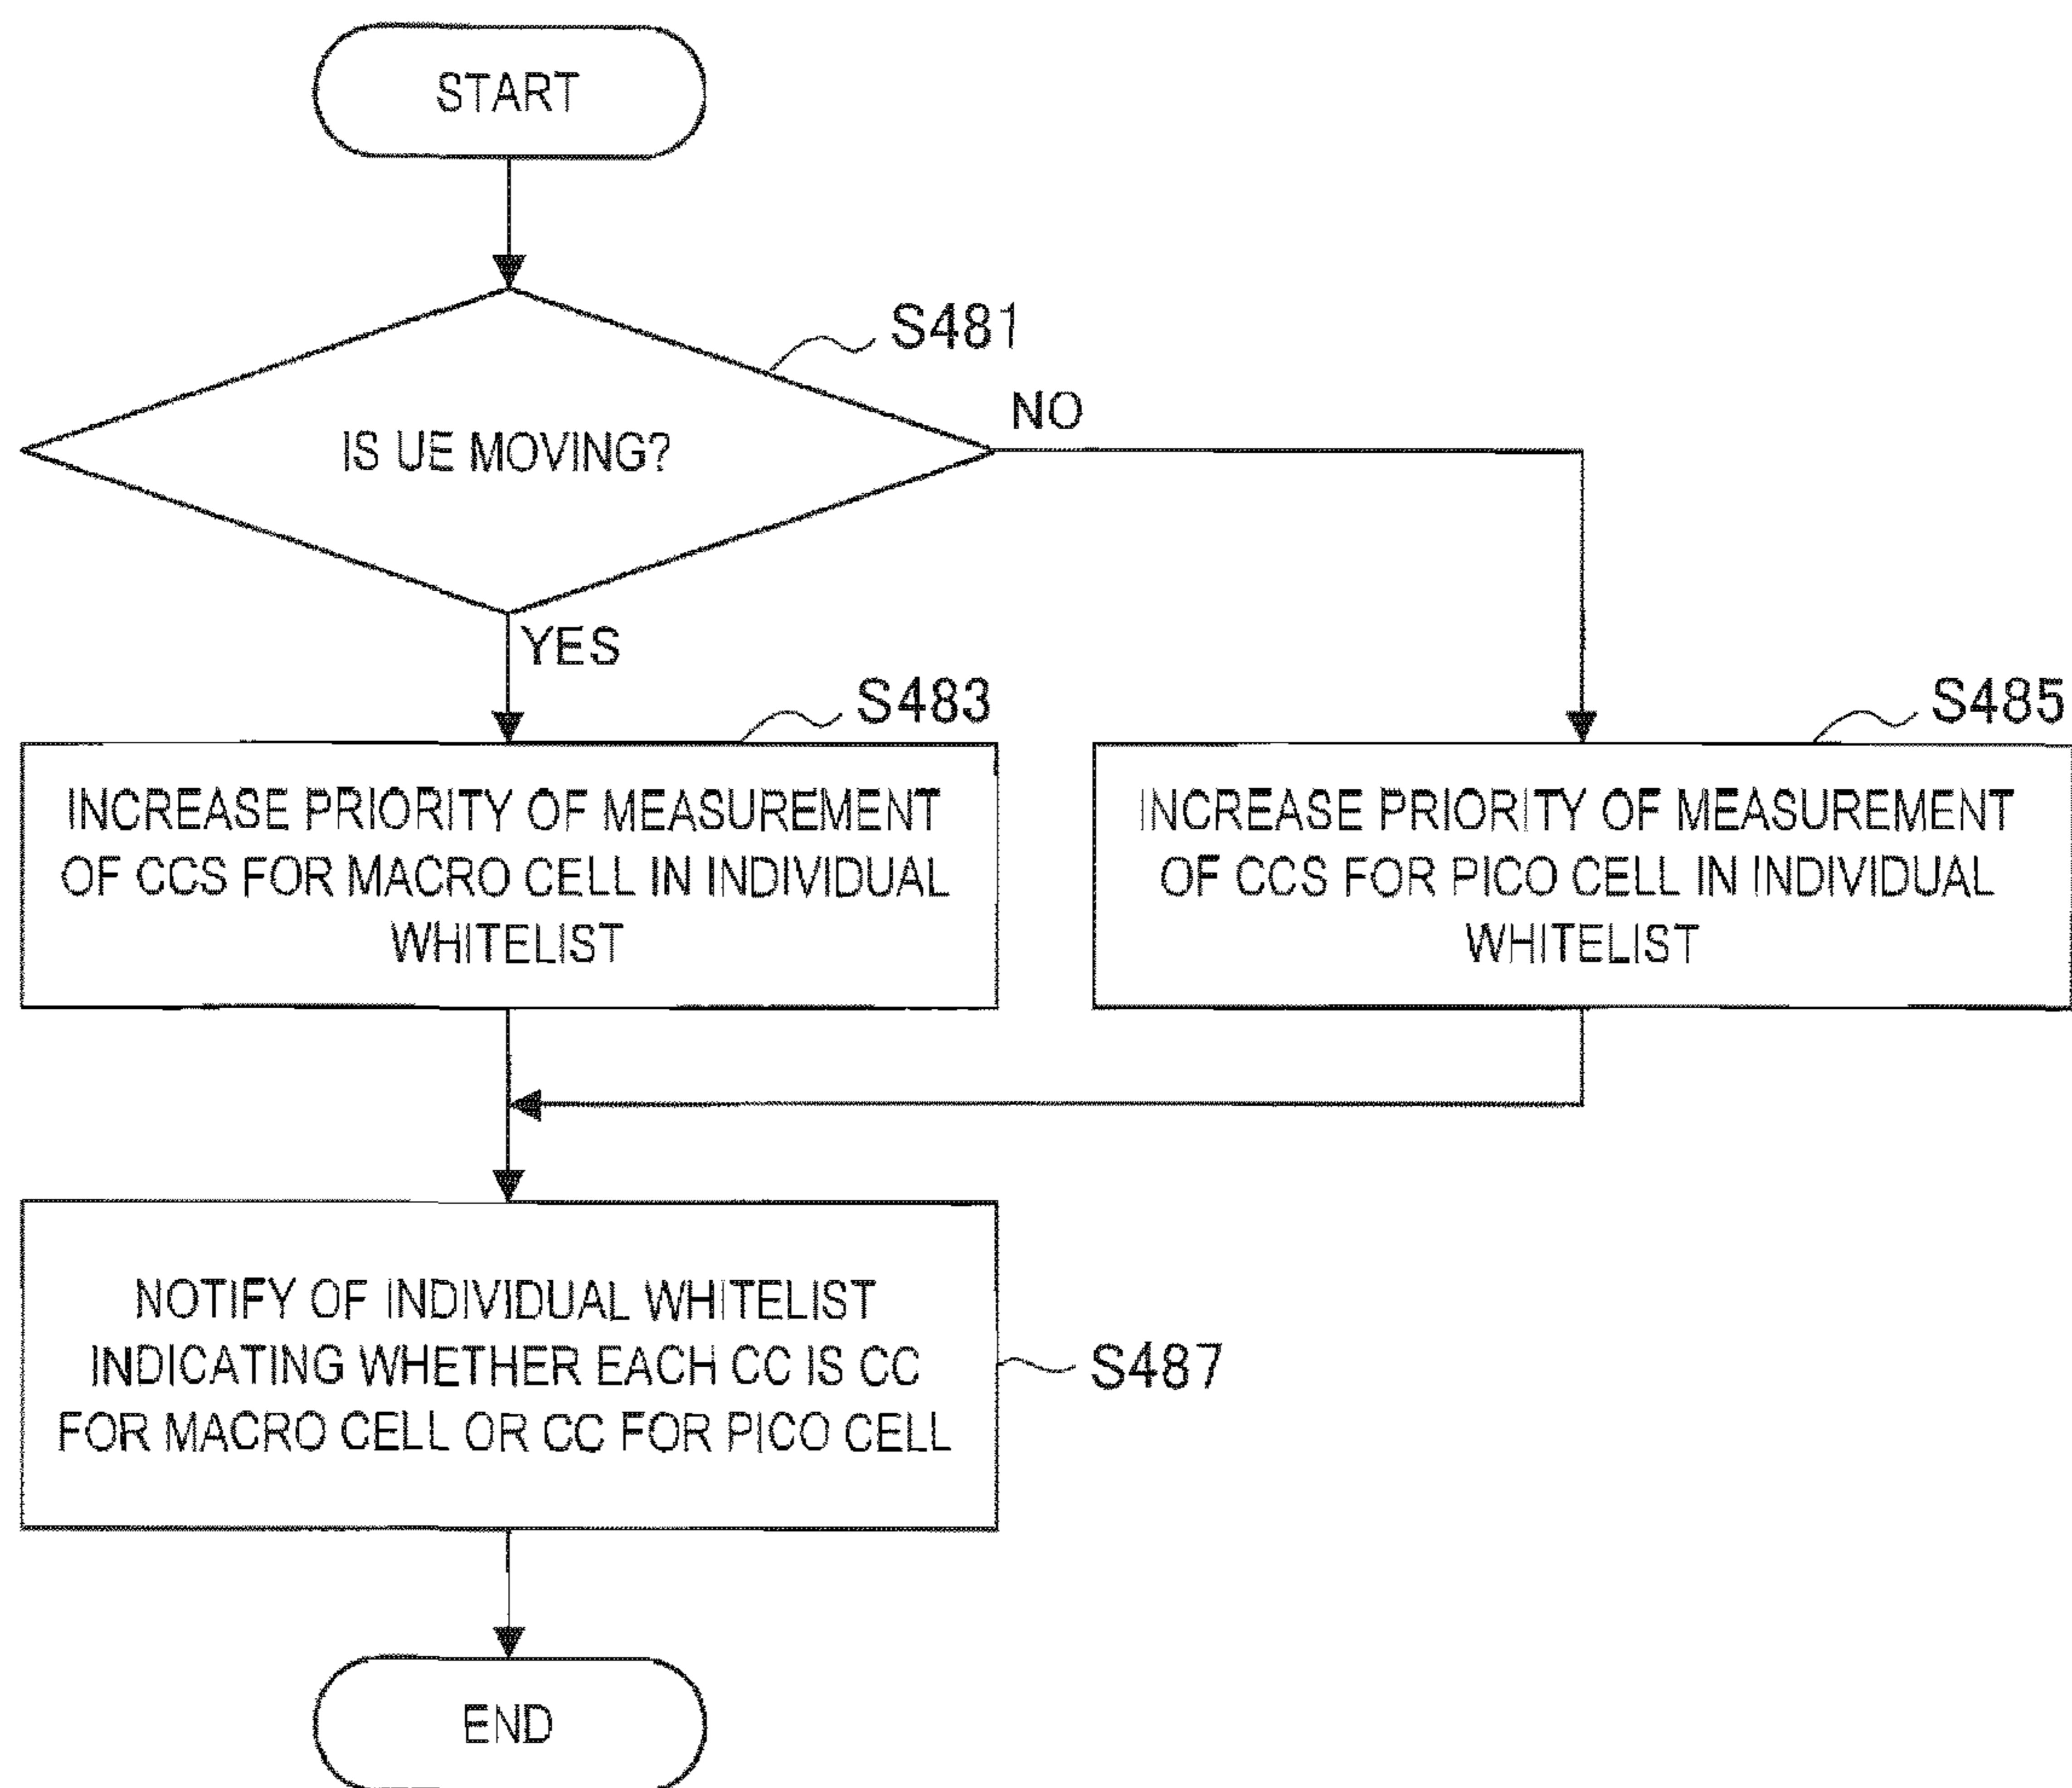 START
S481
IS UE MOVING?
NO
YES
S483
INCREASE PRIORITY OF MEASUREMENT
OF CCS FOR MACRO CELL IN INDIVIDUAL
WHITELIST
S485
INCREASE PRIORITY OF MEASUREMENT
OF CCS FOR PICO CELL IN INDIVIDUAL
WHITELIST
NOTIFY OF INDIVIDUAL WHITELIST
INDICATING WHETHER EACH CC IS CC
FOR MACRO CELL OR CC FOR PICO CELL
S487
END